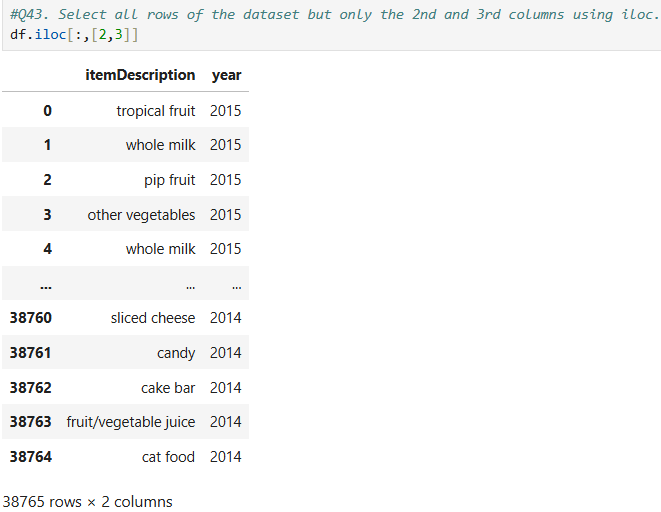 #Q43. Select all rows of the dataset but only the 2nd and 3rd columns using iloc.
df.iloc[:,[2,3]]
itemDescription year
0 tropical fruit 2015
1 whole milk 2015
2 pip fruit 2015
3 other vegetables 2015
4 whole milk 2015
... ... ...
38760 sliced cheese 2014
38761 candy 2014
38762 cake bar 2014
38763 fruit/vegetable juice 2014
38764 cat food 2014
38765 rows × 2 columns